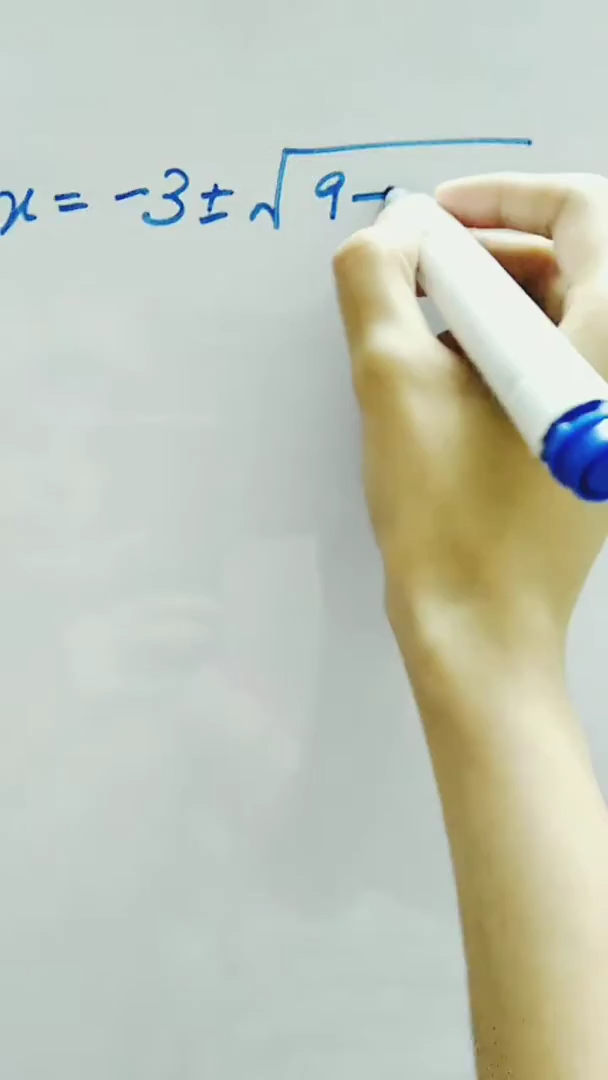 x = -3 ± √9 -